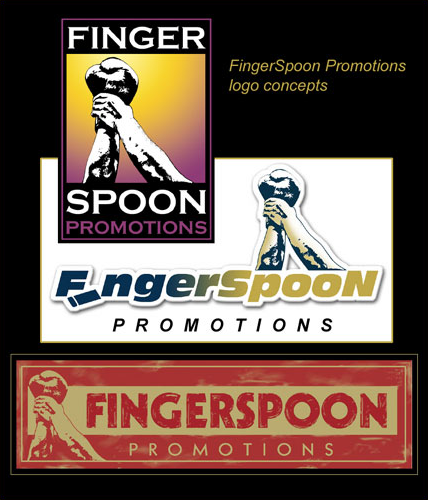 FINGER
SPOON
PROMOTIONS
FingerSpoon Promotions
logo concepts
FingerSpooN
PROMOTIONS
FINGERSPOON
PROMOTIONS